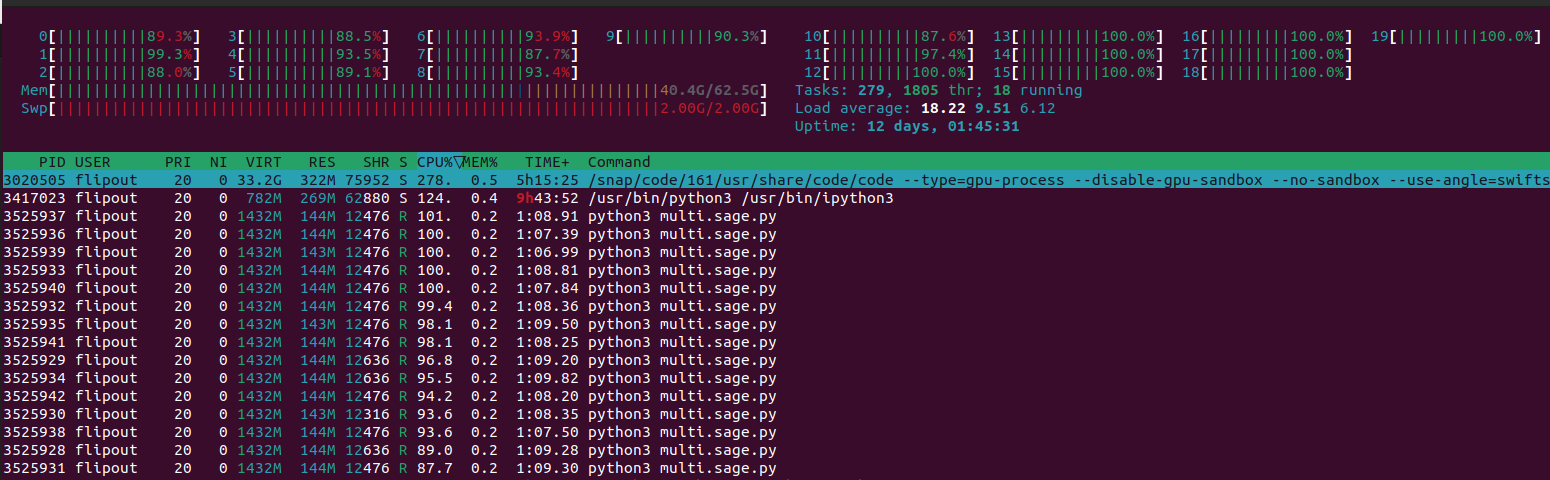 0[||||||||||89.3%] 3[||||||||||88.5%] 6[||||||||||93.9%] 9[||||||||||90.3%] 10[||||||||||87.6%] 13[|||||||||100.0%] 16[|||||||||100.0%] 19[|||||||||100.0%]
1[||||||||||99.3%] 4[||||||||||93.5%] 7[||||||||||87.7%] 11[||||||||||97.4%] 14[|||||||||100.0%] 17[|||||||||100.0%]
2[||||||||||88.0%] 5[||||||||||89.1%] 8[||||||||||93.4%] 12[|||||||||100.0%] 15[|||||||||100.0%] 18[|||||||||100.0%]
Mem[||||||||||||||||||||||||||||||||||||||||||||||||||||||||||||||||||||40.4G/62.5G] Tasks: 279, 1805 thr; 18 running
Swp[||||||||||||||||||||||||||||||||||||||||||||||||||||||||||||||||||||2.00G/2.00G] Load average: 18.22 9.51 6.12
Uptime: 12 days, 01:45:31
PID USER PRI NI VIRT RES SHR S CPU%▽MEM% TIME+ Command
3020505 flipout 20 0 33.2G 322M 75952 S 278. 0.5 5h15:25 /snap/code/161/usr/share/code/code --type=gpu-process --disable-gpu-sandbox --no-sandbox --use-angle=swifts
3417023 flipout 20 0 782M 269M 62880 S 124. 0.4 9h43:52 /usr/bin/python3 /usr/bin/ipython3
3525937 flipout 20 0 1432M 144M 12476 R 101. 0.2 1:08.91 python3 multi.sage.py
3525936 flipout 20 0 1432M 144M 12476 R 100. 0.2 1:07.39 python3 multi.sage.py
3525939 flipout 20 0 1432M 143M 12476 R 100. 0.2 1:06.99 python3 multi.sage.py
3525933 flipout 20 0 1432M 144M 12476 R 100. 0.2 1:08.81 python3 multi.sage.py
3525940 flipout 20 0 1432M 144M 12476 R 100. 0.2 1:07.84 python3 multi.sage.py
3525932 flipout 20 0 1432M 144M 12476 R 99.4 0.2 1:08.36 python3 multi.sage.py
3525935 flipout 20 0 1432M 143M 12476 R 98.1 0.2 1:09.50 python3 multi.sage.py
3525941 flipout 20 0 1432M 144M 12476 R 98.1 0.2 1:08.25 python3 multi.sage.py
3525929 flipout 20 0 1432M 144M 12636 R 96.8 0.2 1:09.20 python3 multi.sage.py
3525934 flipout 20 0 1432M 144M 12636 R 95.5 0.2 1:09.82 python3 multi.sage.py
3525942 flipout 20 0 1432M 144M 12476 R 94.2 0.2 1:08.20 python3 multi.sage.py
3525930 flipout 20 0 1432M 143M 12316 R 93.6 0.2 1:08.35 python3 multi.sage.py
3525938 flipout 20 0 1432M 144M 12476 R 93.6 0.2 1:07.50 python3 multi.sage.py
3525928 flipout 20 0 1432M 144M 12636 R 89.0 0.2 1:09.28 python3 multi.sage.py
3525931 flipout 20 0 1432M 144M 12476 R 87.7 0.2 1:09.30 python3 multi.sage.py